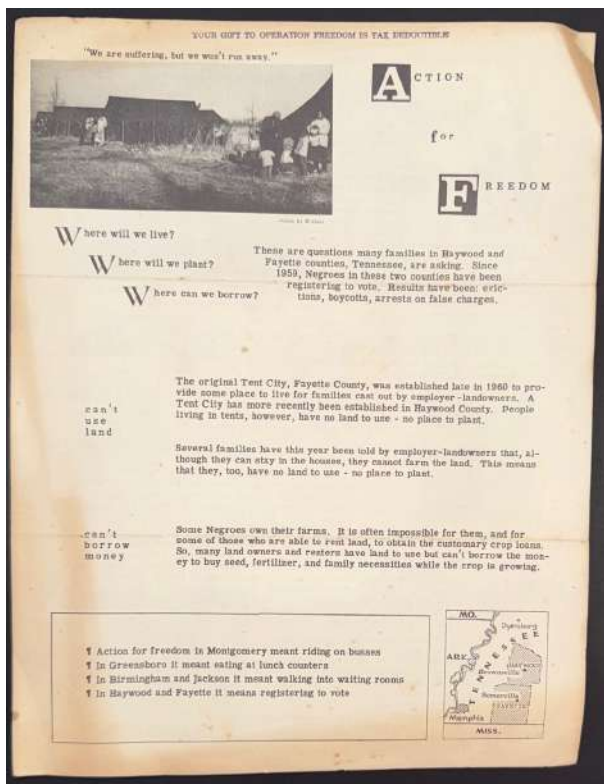 YOUR GIFT TO OPERATION FREEDOM IS TAX DEDUCTIBLE
"We are suffering, but we won't run away."
ACTION
for
FREEDOM
Where will we live?
Where will we plant?
Where can we borrow?
These are questions many families in Haywood and
Fayette counties, Tennessee, are asking. Since
1959, Negroes in these two counties have been
registering to vote. Results have been: evic-
tions, boycotts, arrests on false charges.
can't
use
land
The original Tent City, Fayette County, was established late in 1960 to pro-
vide some place to live for families cast out by employer-landowners. A
Tent City has more recently been established in Haywood County. People
living in tents, however, have no land to use - no place to plant.
Several families have this year been told by employer-landowners that, al-
though they can stay in the houses, they cannot farm the land. This means
that they, too, have no land to use - no place to plant.
can't
borrow
money
Some Negroes own their farms. It is often impossible for them, and for
some of those who are able to rent land, to obtain the customary crop loans.
So, many land owners and renters have land to use but can't borrow the mon-
ey to buy seed, fertilizer, and family necessities while the crop is growing.
¶ Action for freedom in Montgomery meant riding on busses
¶ In Greensboro it meant eating at lunch counters
¶ In Birmingham and Jackson it meant walking into waiting rooms
¶ In Haywood and Fayette it means registering to vote
MO.
Dyersburg
TENNESSEE
ARK.
HAYWOOD
Brownsville
Somerville
FAYETTE
Memphis
MISS.